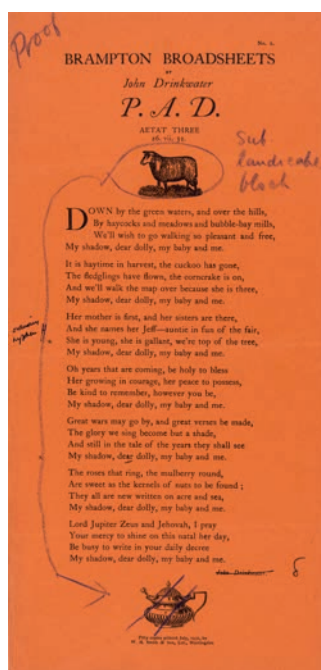 Proof
No. 2.
BRAMPTON BROADSHEETS
BY
John Drinkwater
P. A. D.
AETAT THREE
26. vii. 32.
Sub.
landscape
block
DOWN by the green waters, and over the hills,
By haycocks and meadows and bubble-bay mills,
We'll wish to go walking so pleasant and free,
My shadow, dear dolly, my baby and me.
It is haytime in harvest, the cuckoo has gone,
The fledglings have flown, the corncrake is on,
And we'll walk the map over because she is three,
My shadow, dear dolly, my baby and me.
Her mother is first, and her sisters are there,
And she names her Jeff—auntie in fun of the fair,
She is young, she is gallant, we're top of the tree,
My shadow, dear dolly, my baby and me.
hyphen
Oh years that are coming, be holy to bless
Her growing in courage, her peace to possess,
Be kind to remember, however you be,
My shadow, dear dolly, my baby and me.
Great wars may go by, and great verses be made,
The glory we sing become but a shade,
And still in the tale of the years they shall see
My shadow, dear dolly, my baby and me.
The roses that ring, the mulberry round,
Are sweet as the kernels of nuts to be found ;
They all are new written on acre and sea,
My shadow, dear dolly, my baby and me.
Lord Jupiter Zeus and Jehovah, I pray
Your mercy to shine on this natal her day,
Be busy to write in your daily decree
My shadow, dear dolly, my baby and me.
John Drinkwater